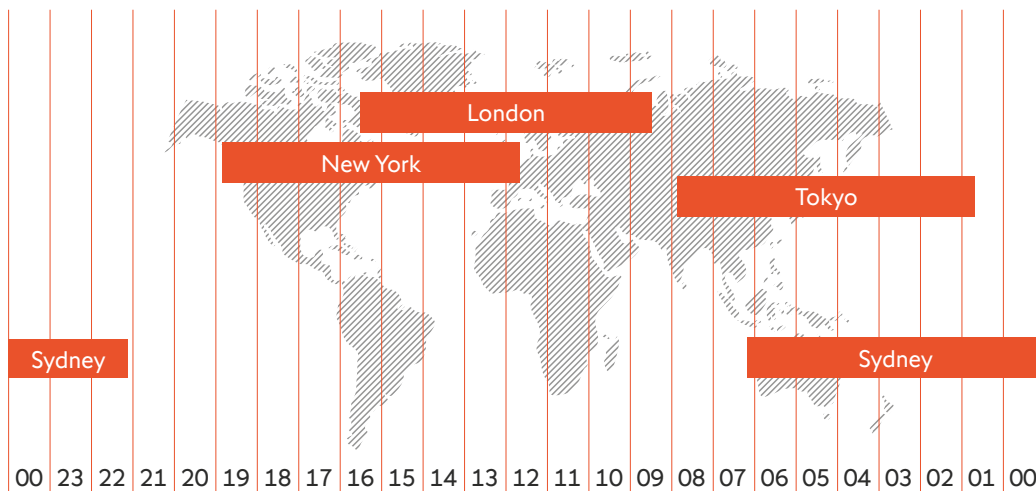 London
New York
Tokyo
Sydney Sydney
00 23 22 21 20 19 18 17 16 15 14 13 12 11 10 09 08 07 06 05 04 03 02 01 00